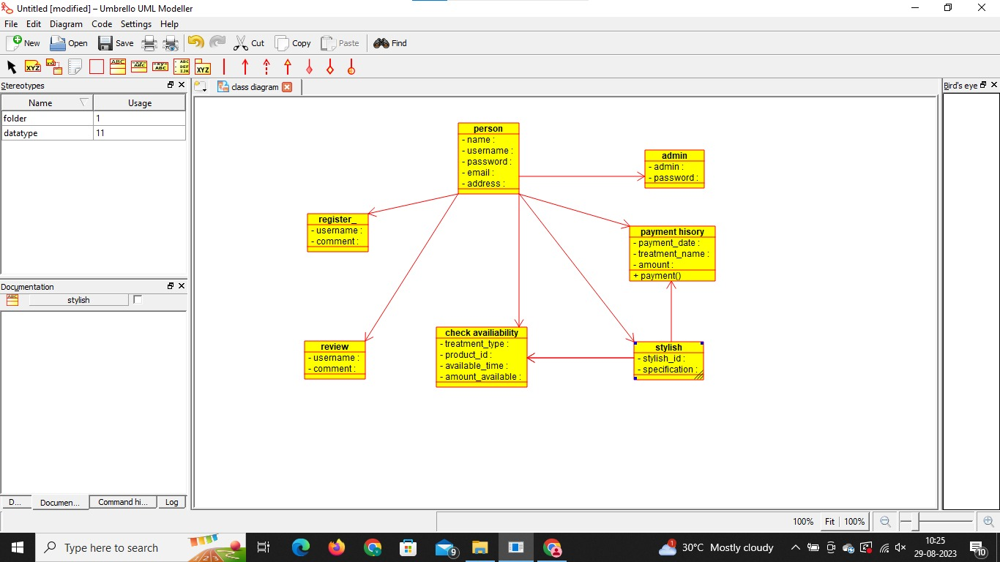 Untitled [modified] – Umbrello UML Modeller
File Edit Diagram Code Settings Help
New Open Save Cut Copy Paste Find
Stereotypes
class diagram
Bird's eye
Name Usage
folder 1
datatype 11
Documentation
stylish
person
- name :
- username :
- password :
- email :
- address :
admin
- admin :
- password :
register_
- username :
- comment :
payment hisory
- payment_date :
- treatment_name :
- amount :
+ payment()
review
- username :
- comment :
check availiability
- treatment_type :
- product_id :
- available_time :
- amount_available :
stylish
- stylish_id :
- specification :
D... Documen... Command hi... Log
100% Fit 100%
Type here to search
9
30°C Mostly cloudy
1
10:25
29-08-2023
10